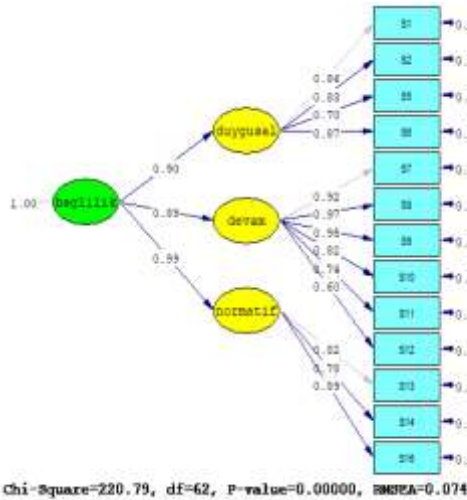 S1
S2
0.84
0.83
S5
0.70
duygusal
0.87
S6
S7
0.90
baglilik
0.92
S8
1.00
0.97
0.89
devam
0.95
S9
0.82
S10
0.74
0.99
0.60
S11
normatif
S12
0.82
S13
0.78
S14
0.89
Chi-Square=220.79, df=62, P-value=0.00000, RMSEA=0.074